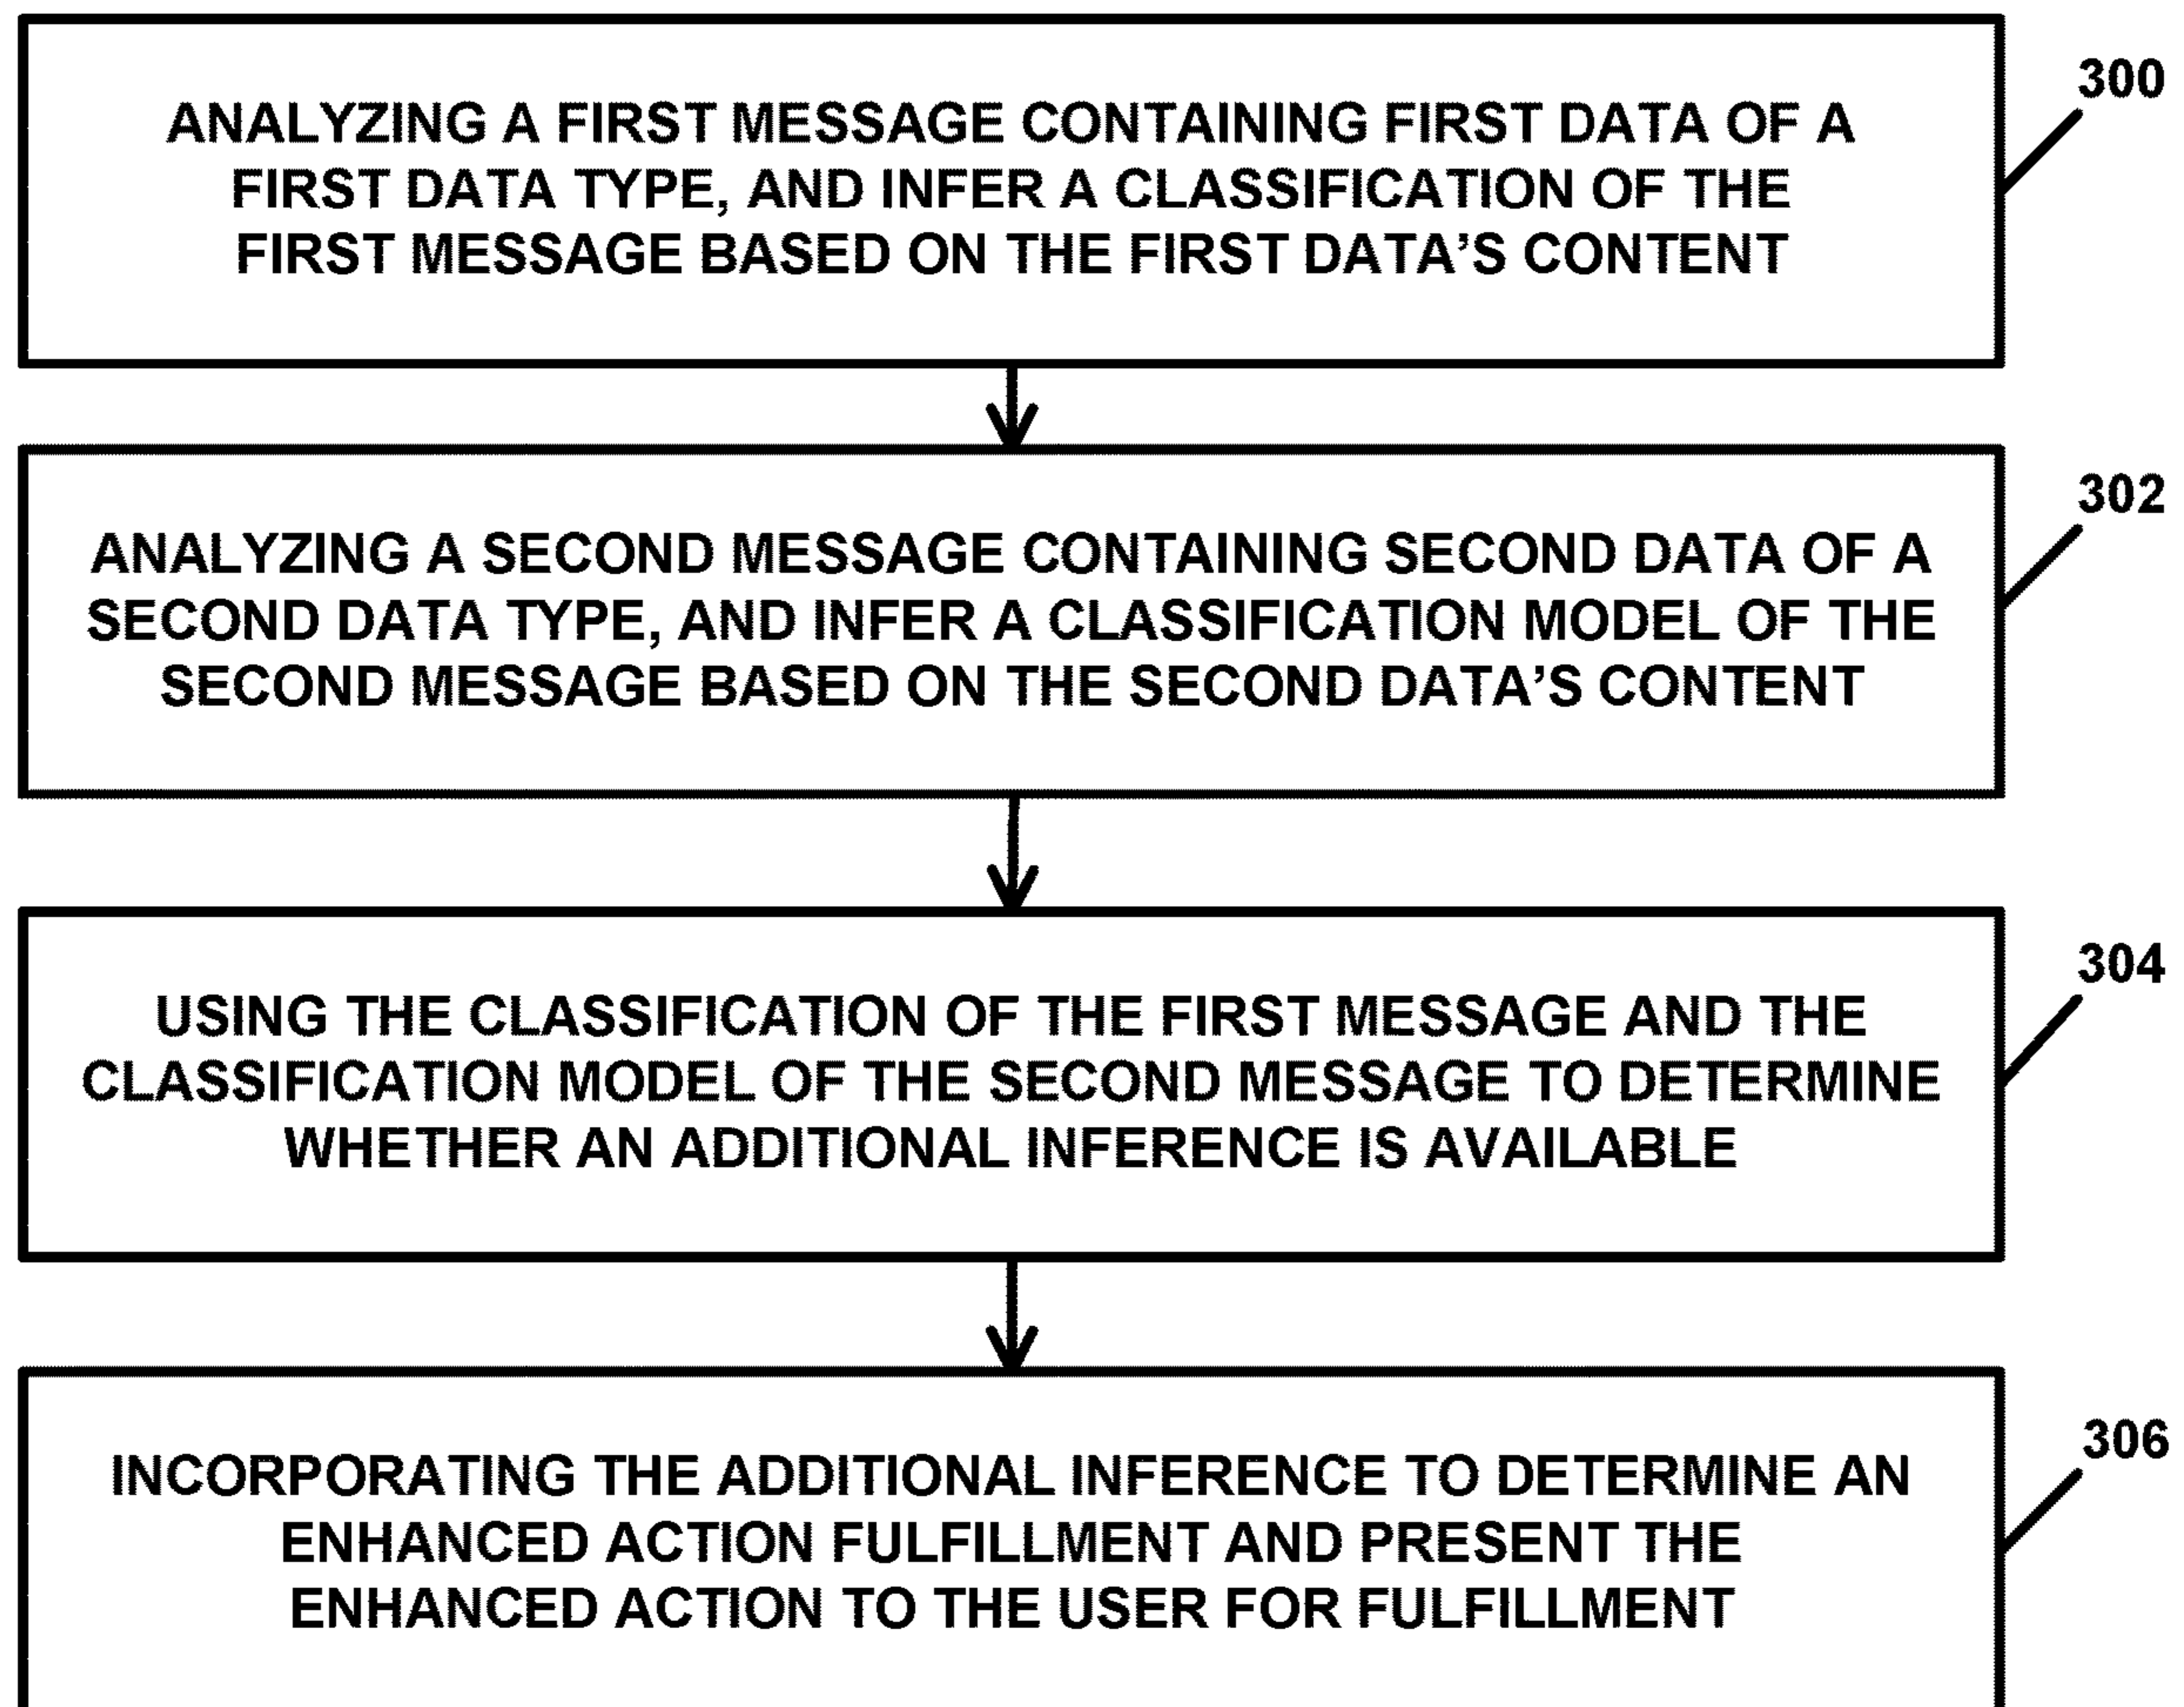 300
ANALYZING A FIRST MESSAGE CONTAINING FIRST DATA OF A
FIRST DATA TYPE, AND INFER A CLASSIFICATION OF THE
FIRST MESSAGE BASED ON THE FIRST DATA’S CONTENT
302
ANALYZING A SECOND MESSAGE CONTAINING SECOND DATA OF A
SECOND DATA TYPE, AND INFER A CLASSIFICATION MODEL OF THE
SECOND MESSAGE BASED ON THE SECOND DATA’S CONTENT
304
USING THE CLASSIFICATION OF THE FIRST MESSAGE AND THE
CLASSIFICATION MODEL OF THE SECOND MESSAGE TO DETERMINE
WHETHER AN ADDITIONAL INFERENCE IS AVAILABLE
306
INCORPORATING THE ADDITIONAL INFERENCE TO DETERMINE AN
ENHANCED ACTION FULFILLMENT AND PRESENT THE
ENHANCED ACTION TO THE USER FOR FULFILLMENT